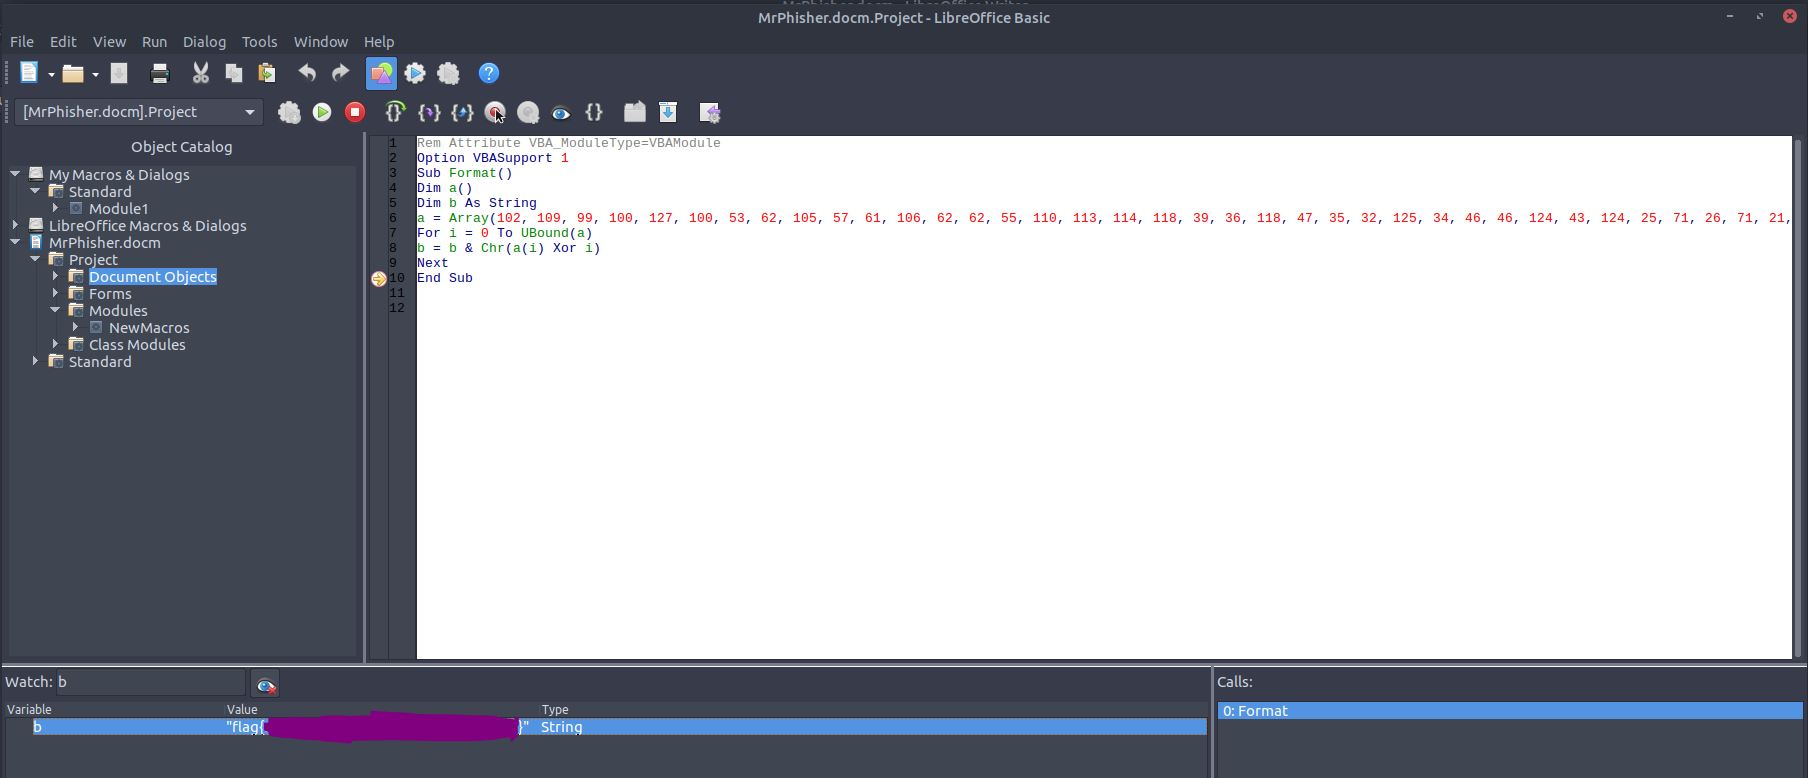 MrPhisher.docm.Project - LibreOffice Basic
File Edit View Run Dialog Tools Window Help
[MrPhisher.docm].Project
Object Catalog
My Macros & Dialogs
Standard
Module1
LibreOffice Macros & Dialogs
MrPhisher.docm
Project
Document Objects
Forms
Modules
NewMacros
Class Modules
Standard
1 Rem Attribute VBA_ModuleType=VBAModule
2 Option VBASupport 1
3 Sub Format()
4 Dim a()
5 Dim b As String
6 a = Array(102, 109, 99, 100, 127, 100, 53, 62, 105, 57, 61, 106, 62, 62, 55, 110, 113, 114, 118, 39, 36, 118, 47, 35, 32, 125, 34, 46, 46, 124, 43, 124, 25, 71, 26, 71, 21,
7 For i = 0 To UBound(a)
8 b = b & Chr(a(i) Xor i)
9 Next
10 End Sub
11
12
Watch: b
Variable Value Type
b "flag{ }" String
Calls:
0: Format